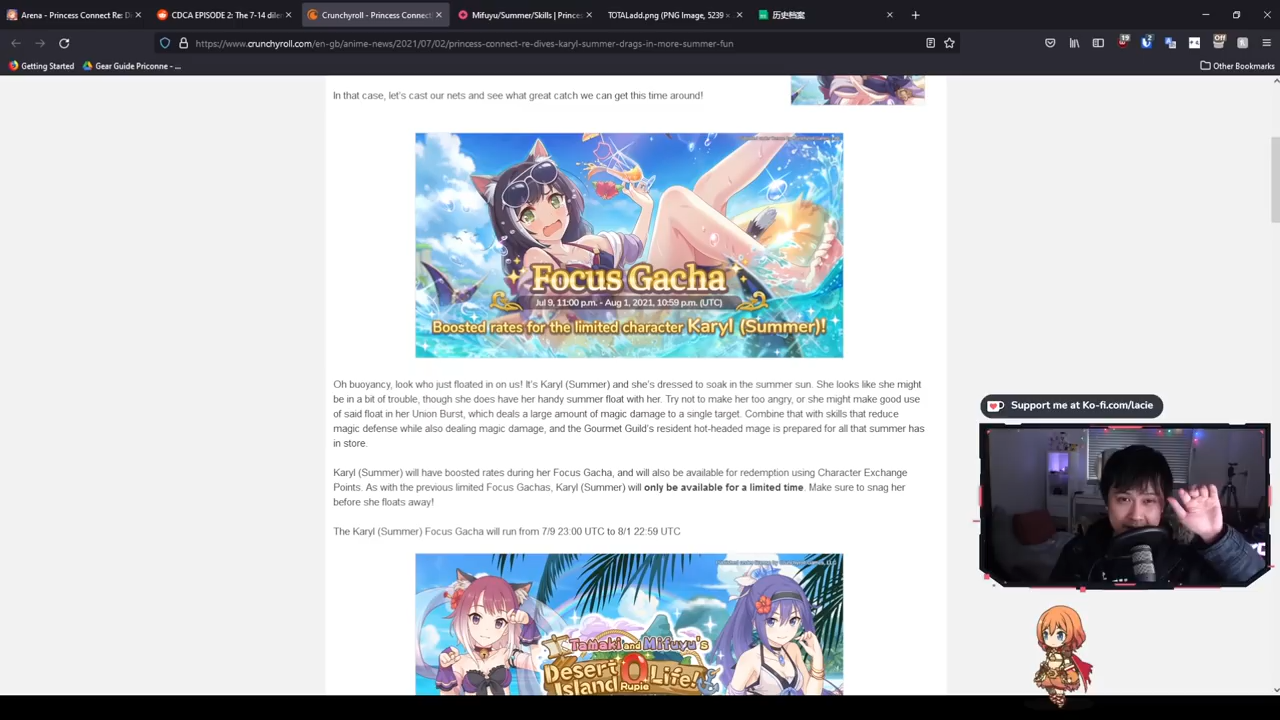 Arena - Princess Connect Re: D
CDCA EPISODE 2: The 7-14 diler
Crunchyroll - Princess Connect!
Mifuyu/Summer/Skills | Princes
TOTALadd.png (PNG Image, 5239 ×
历史档案
https://www.crunchyroll.com/en-gb/anime-news/2021/07/02/princess-connect-re-dives-karyl-summer-drags-in-more-summer-fun
19
2
Off
Getting Started
Gear Guide Priconne - ...
Other Bookmarks
In that case, let's cast our nets and see what great catch we can get this time around!
Focus Gacha
Jul 9, 11:00 p.m. - Aug 1, 2021, 10:59 p.m. (UTC)
Boosted rates for the limited character Karyl (Summer)!
Oh buoyancy, look who just floated in on us! It's Karyl (Summer) and she's dressed to soak in the summer sun. She looks like she might
be in a bit of trouble, though she does have her handy summer float with her. Try not to make her too angry, or she might make good use
of said float in her Union Burst, which deals a large amount of magic damage to a single target. Combine that with skills that reduce
magic defense while also dealing magic damage, and the Gourmet Guild's resident hot-headed mage is prepared for all that summer has
in store.
Karyl (Summer) will have boosted rates during her Focus Gacha, and will also be available for redemption using Character Exchange
Points. As with the previous limited Focus Gachas, Karyl (Summer) will only be available for a limited time. Make sure to snag her
before she floats away!
The Karyl (Summer) Focus Gacha will run from 7/9 23:00 UTC to 8/1 22:59 UTC
Support me at Ko-fi.com/lacie
Tamaki and Mifuyu's
Desert
Island 0 Life!
Rupie